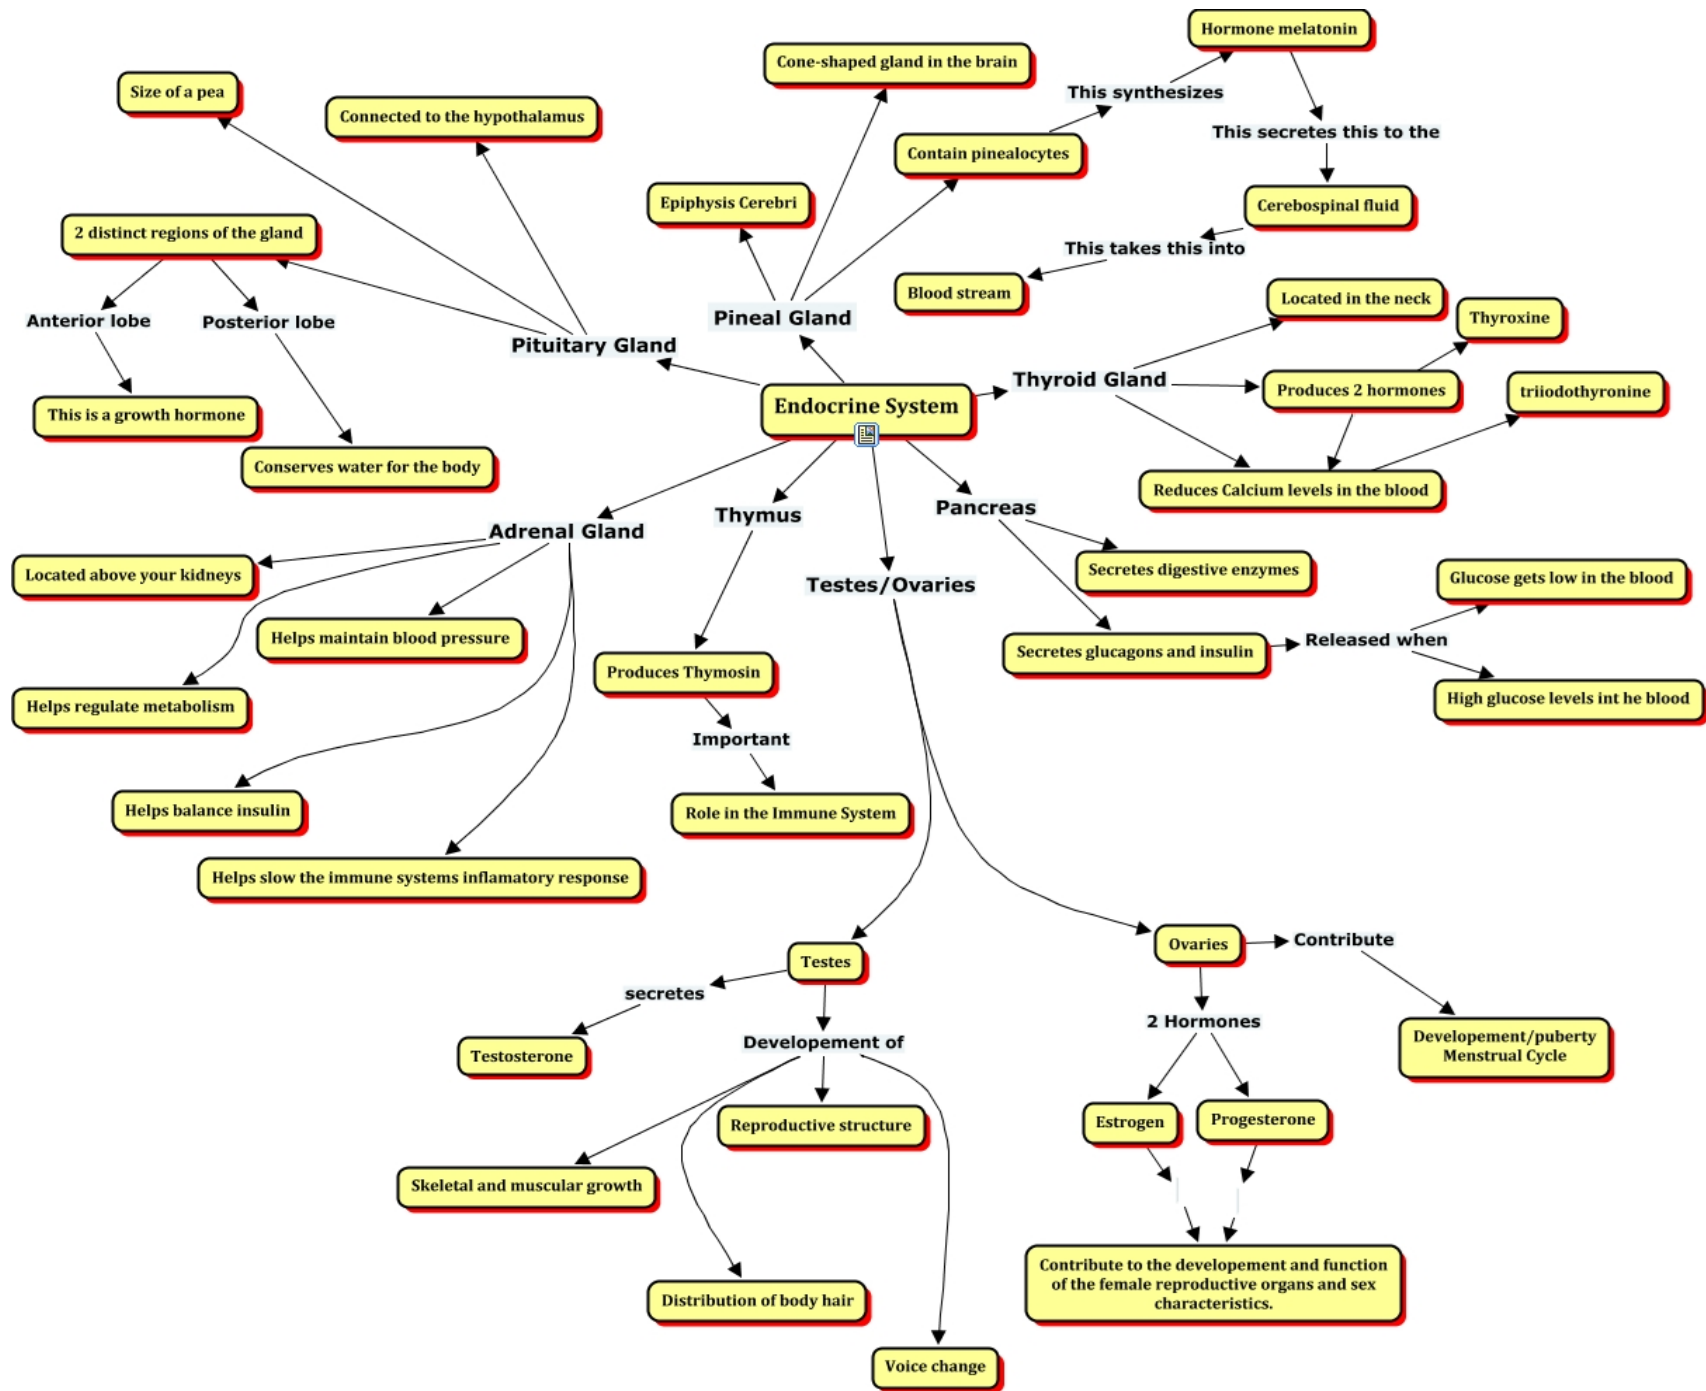 Hormone melatonin
Cone-shaped gland in the brain
Size of a pea
This synthesizes
Connected to the hypothalamus
This secretes this to the
Contain pinealocytes
Epiphysis Cerebri
Cerebospinal fluid
2 distinct regions of the gland
This takes this into
Blood stream
Located in the neck
Anterior lobe
Posterior lobe
Pineal Gland
Thyroxine
Pituitary Gland
Thyroid Gland
Produces 2 hormones
triiodothyronine
Endocrine System
This is a growth hormone
Conserves water for the body
Reduces Calcium levels in the blood
Pancreas
Thymus
Adrenal Gland
Located above your kidneys
Secretes digestive enzymes
Glucose gets low in the blood
Testes/Ovaries
Helps maintain blood pressure
Released when
Secretes glucagons and insulin
Produces Thymosin
High glucose levels int he blood
Helps regulate metabolism
Important
Helps balance insulin
Role in the Immune System
Helps slow the immune systems inflamatory response
Ovaries
Contribute
Testes
secretes
2 Hormones
Developement of
Developement/puberty
Menstrual Cycle
Testosterone
Estrogen
Progesterone
Reproductive structure
Skeletal and muscular growth
Contribute to the developement and function
of the female reproductive organs and sex
characteristics.
Distribution of body hair
Voice change